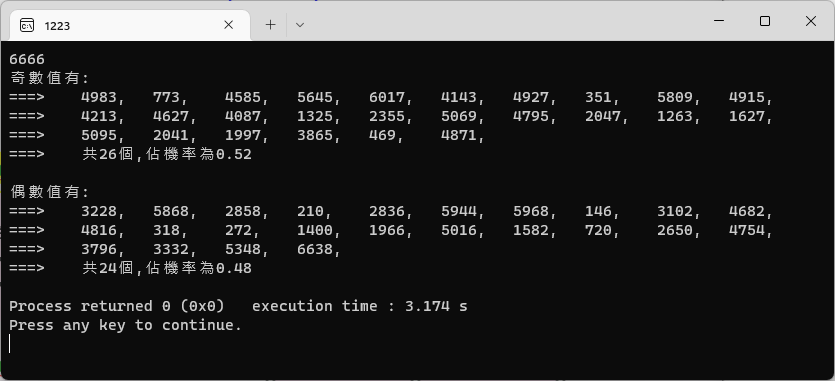 1223
6666
奇數值有:
===> 4983, 773, 4585, 5645, 6017, 4143, 4927, 351, 5809, 4915,
===> 4213, 4627, 4087, 1325, 2355, 5069, 4795, 2047, 1263, 1627,
===> 5095, 2041, 1997, 3865, 469, 4871,
===> 共26個,佔機率為0.52
偶數值有:
===> 3228, 5868, 2858, 210, 2836, 5944, 5968, 146, 3102, 4682,
===> 4816, 318, 272, 1400, 1966, 5016, 1582, 720, 2650, 4754,
===> 3796, 3332, 5348, 6638,
===> 共24個,佔機率為0.48
Process returned 0 (0x0) execution time : 3.174 s
Press any key to continue.